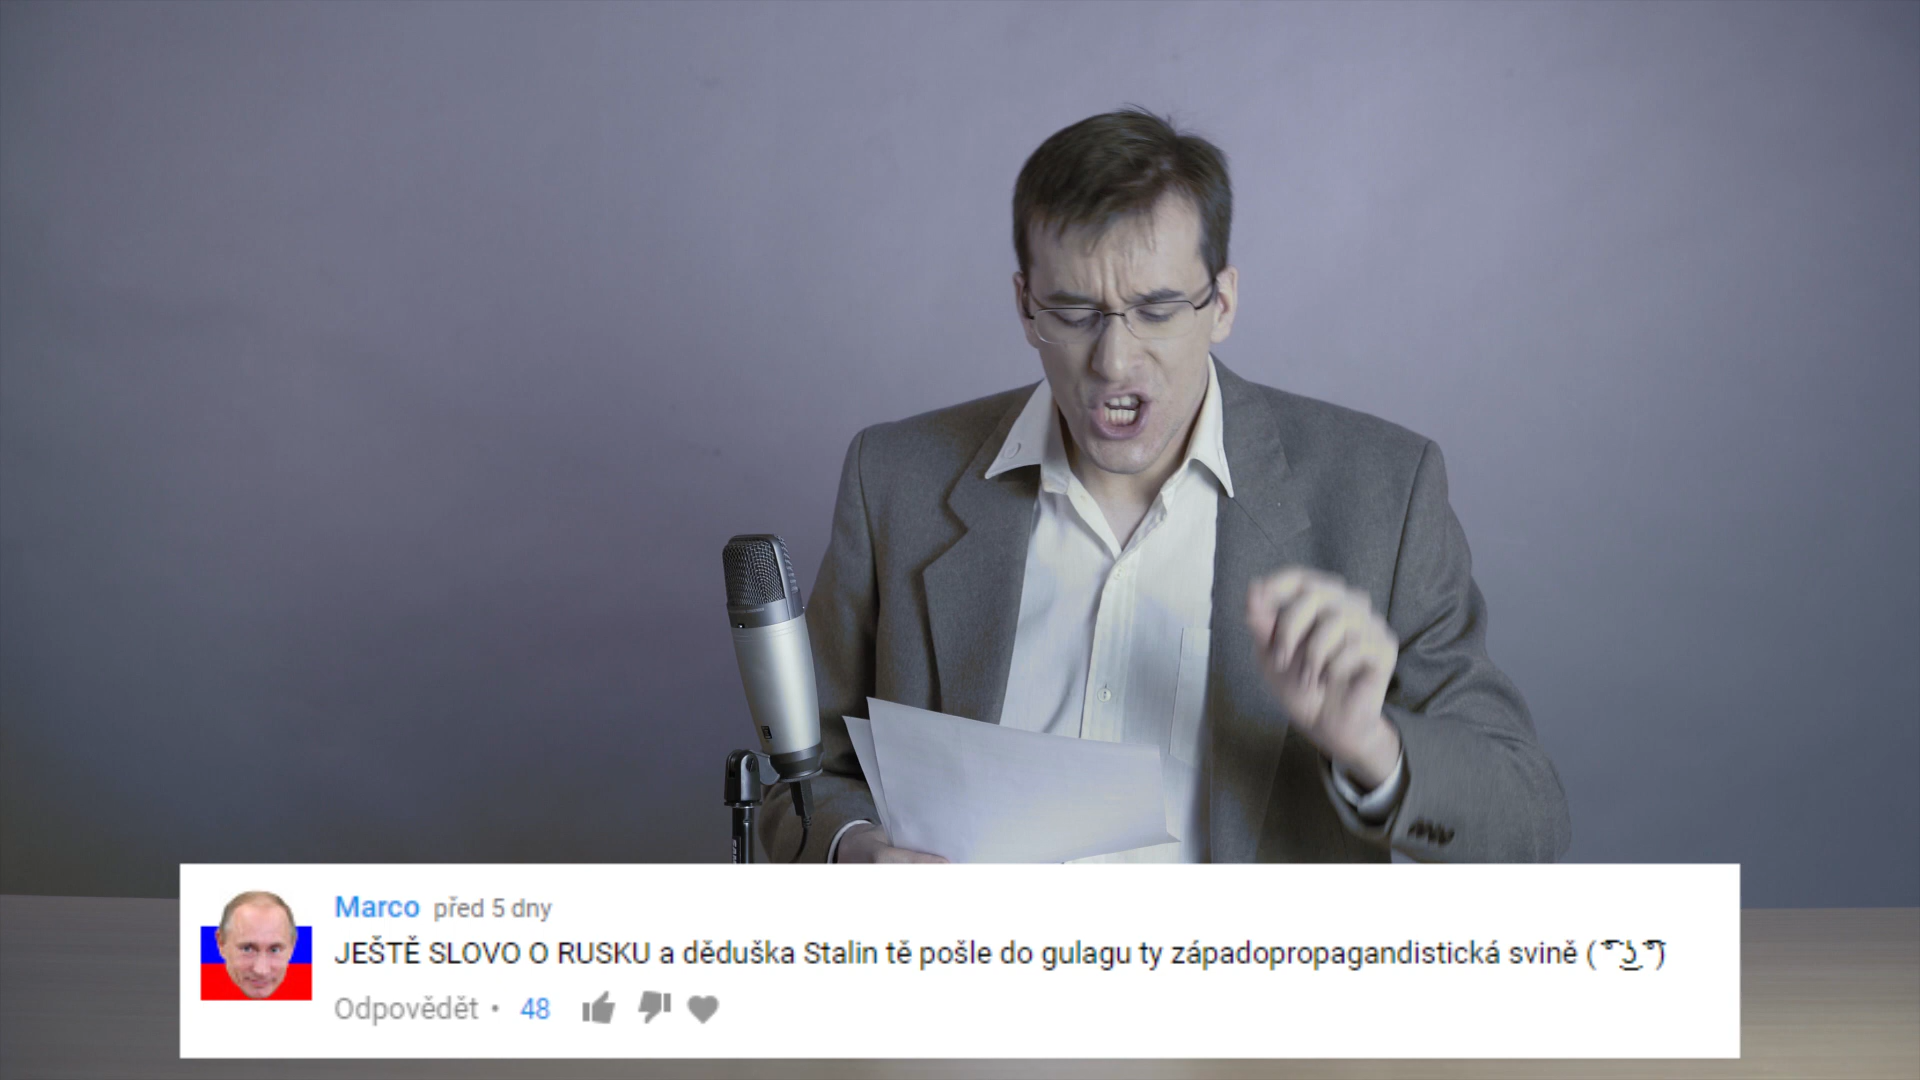 Marco před 5 dny
JEŠTĚ SLOVO O RUSKU a děduška Stalin tě pošle do gulagu ty západopropagandistická svině ( ͡° ͜ʖ ͡°)
Odpovědět • 48